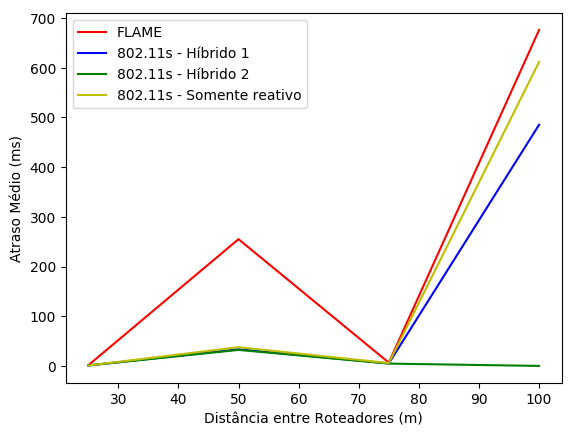 FLAME
802.11s - Híbrido 1
802.11s - Híbrido 2
802.11s - Somente reativo
700
600
500
400
300
200
100
0
Atraso Médio (ms)
30 40 50 60 70 80 90 100
Distância entre Roteadores (m)